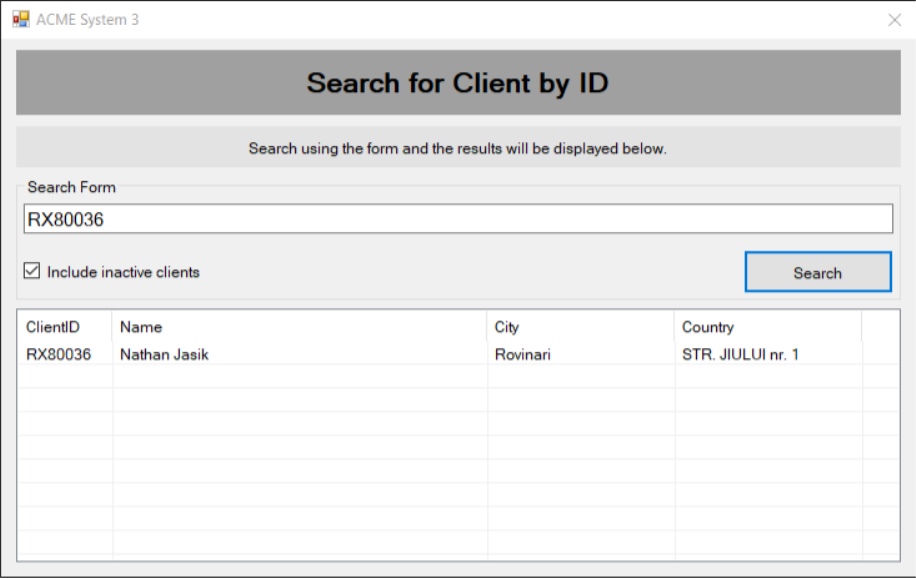 ACME System 3
Search for Client by ID
Search using the form and the results will be displayed below.
Search Form
RX80036
Include inactive clients
Search
ClientID Name City Country
RX80036 Nathan Jasik Rovinari STR. JIULUI nr. 1